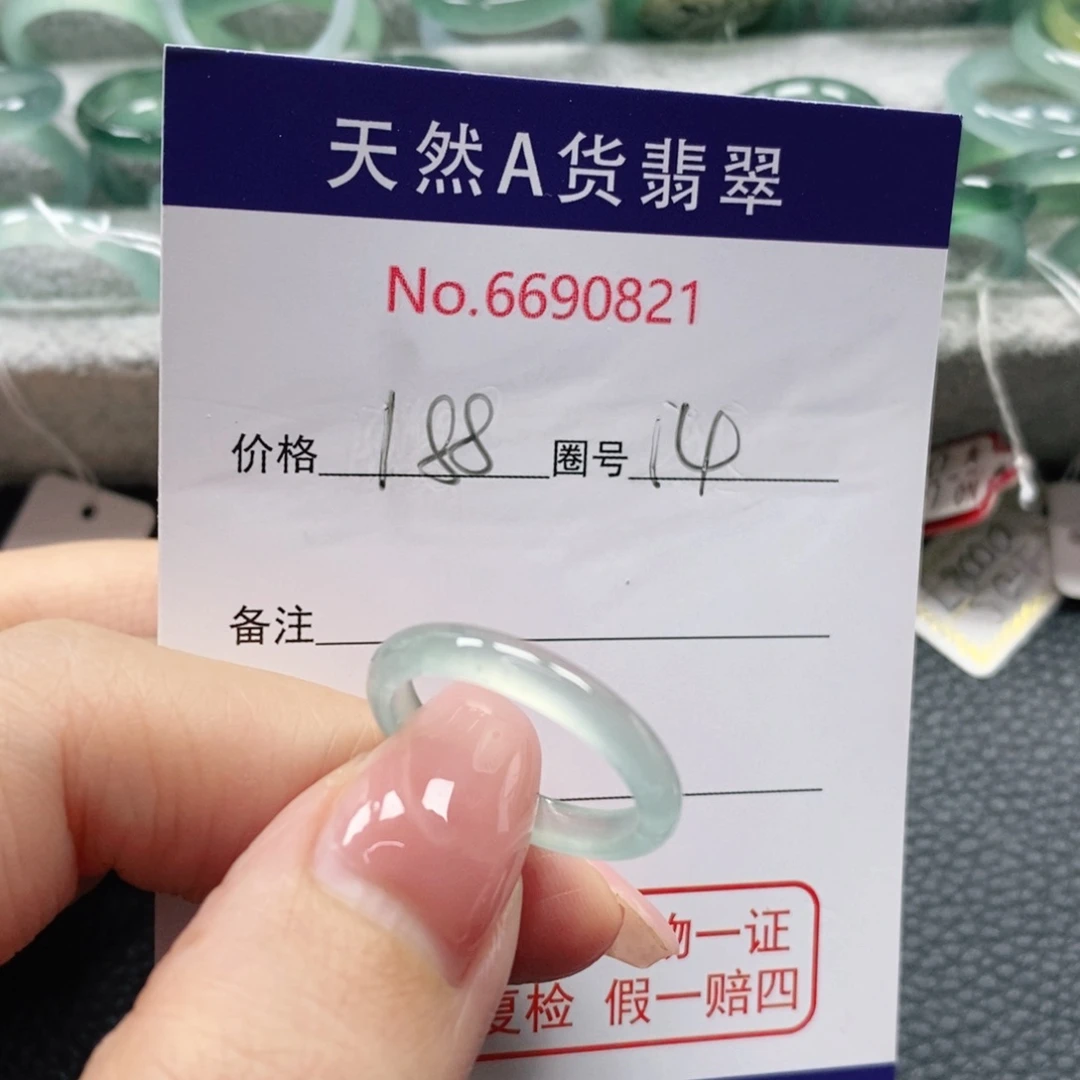 天然A货翡翠
No.6690821
价格 188 圈号 14
备注
物一证
复检 假一赔四